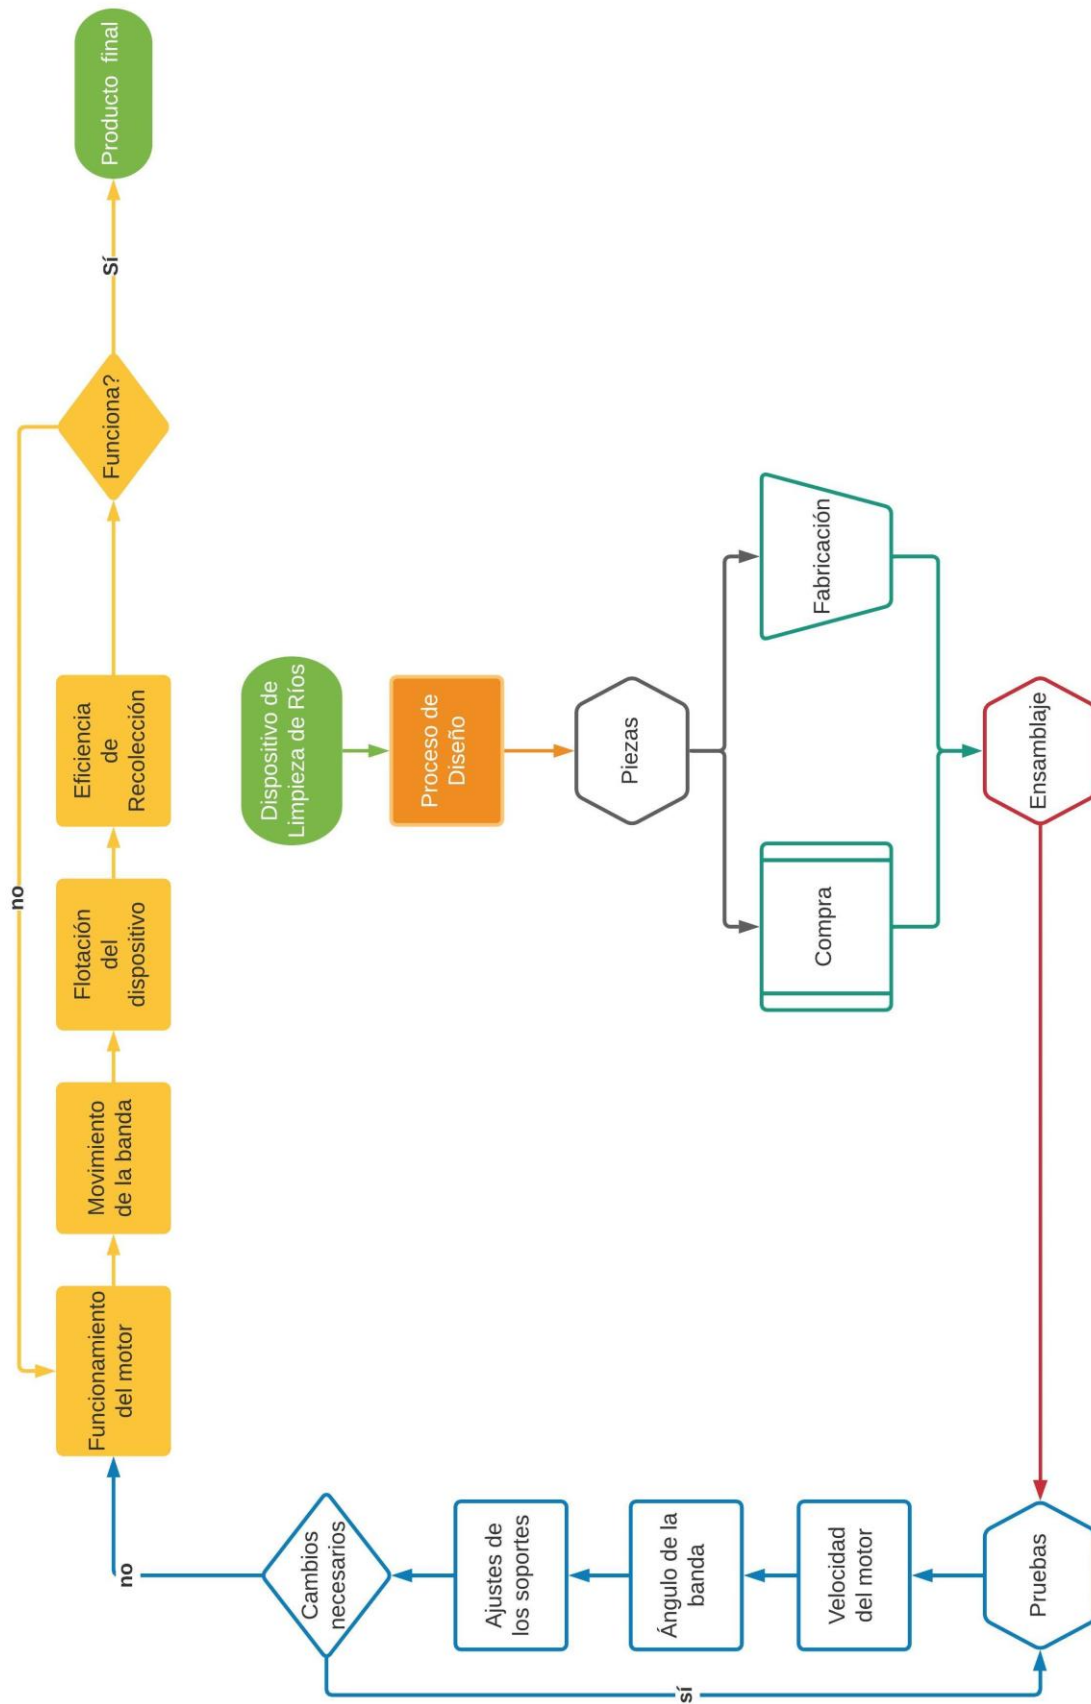 Dispositivo de
Limpieza de Ríos
Proceso de
Diseño
Piezas
Compra
Fabricación
Ensamblaje
Pruebas
Velocidad
del motor
Ángulo de la
banda
Ajustes de
los soportes
Cambios
necesarios
sí
no
Funcionamiento
del motor
Movimiento
de la banda
Flotación
del
dispositivo
Eficiencia
de
Recolección
Funciona?
no
Sí
Producto final